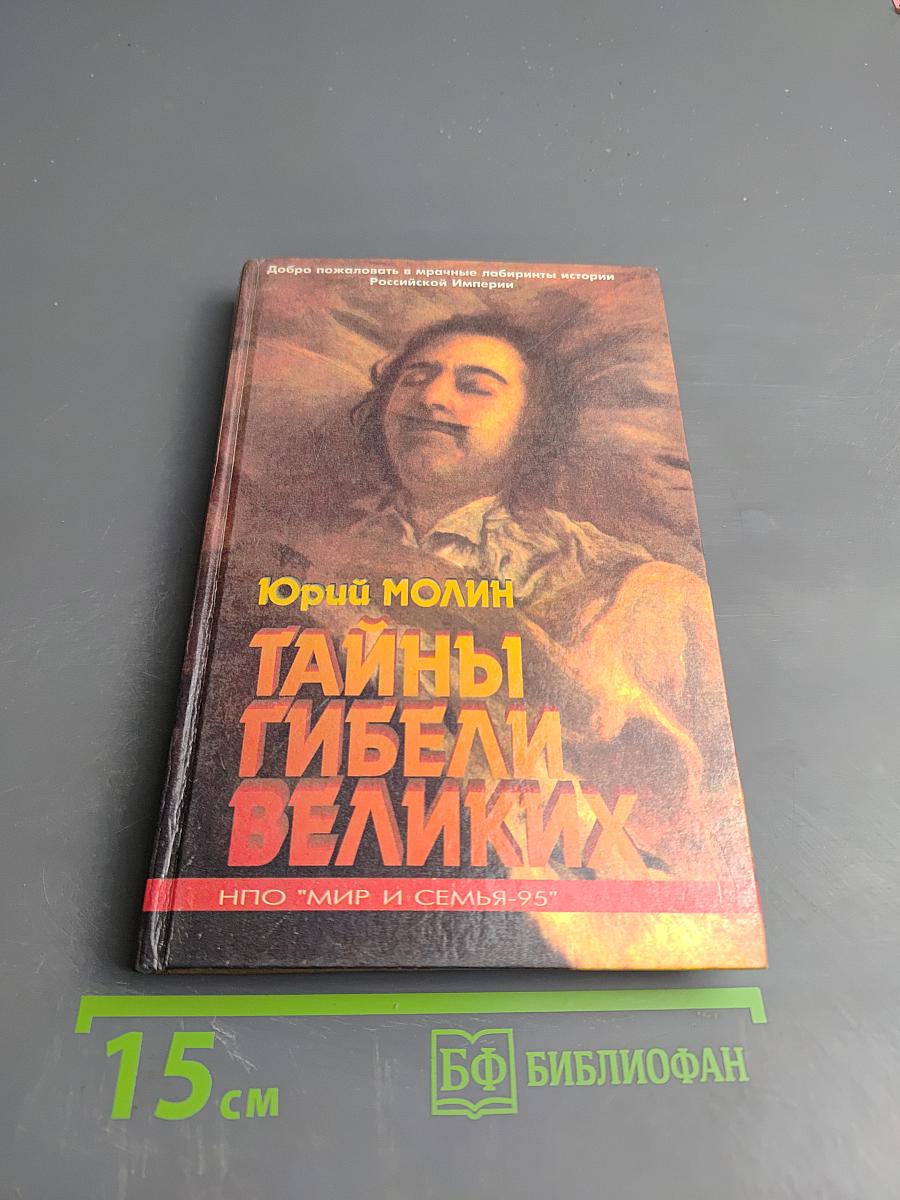 Добро пожаловать в мрачные лабиринты истории
Российской Империи
Юрий МОЛИН
ТАЙНЫ
ГИБЕЛИ
ВЕЛИКИХ
НПО "МИР И СЕМЬЯ-95"
15 см
БФ БИБЛИОФАН